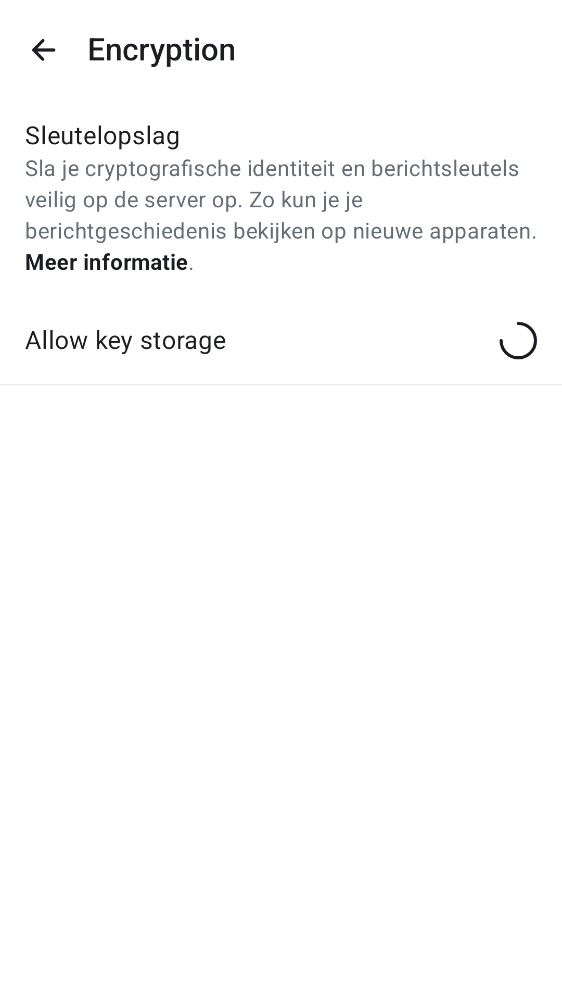 Encryption
Sleutelopslag
Sla je cryptografische identiteit en berichtsleutels
veilig op de server op. Zo kun je je
berichtgeschiedenis bekijken op nieuwe apparaten.
Meer informatie.
Allow key storage